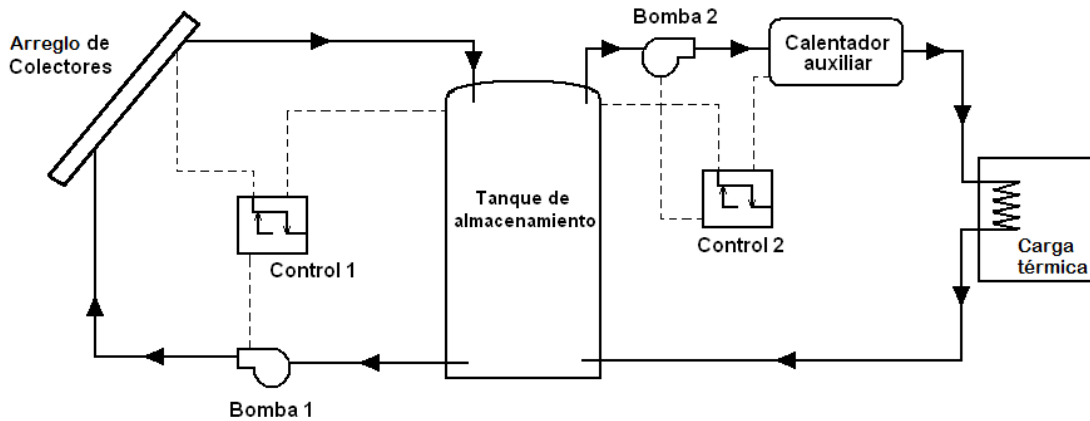 Arreglo de
Colectores
Bomba 2
Calentador
auxiliar
Tanque de
almacenamiento
Control 1
Control 2
Carga
térmica
Bomba 1